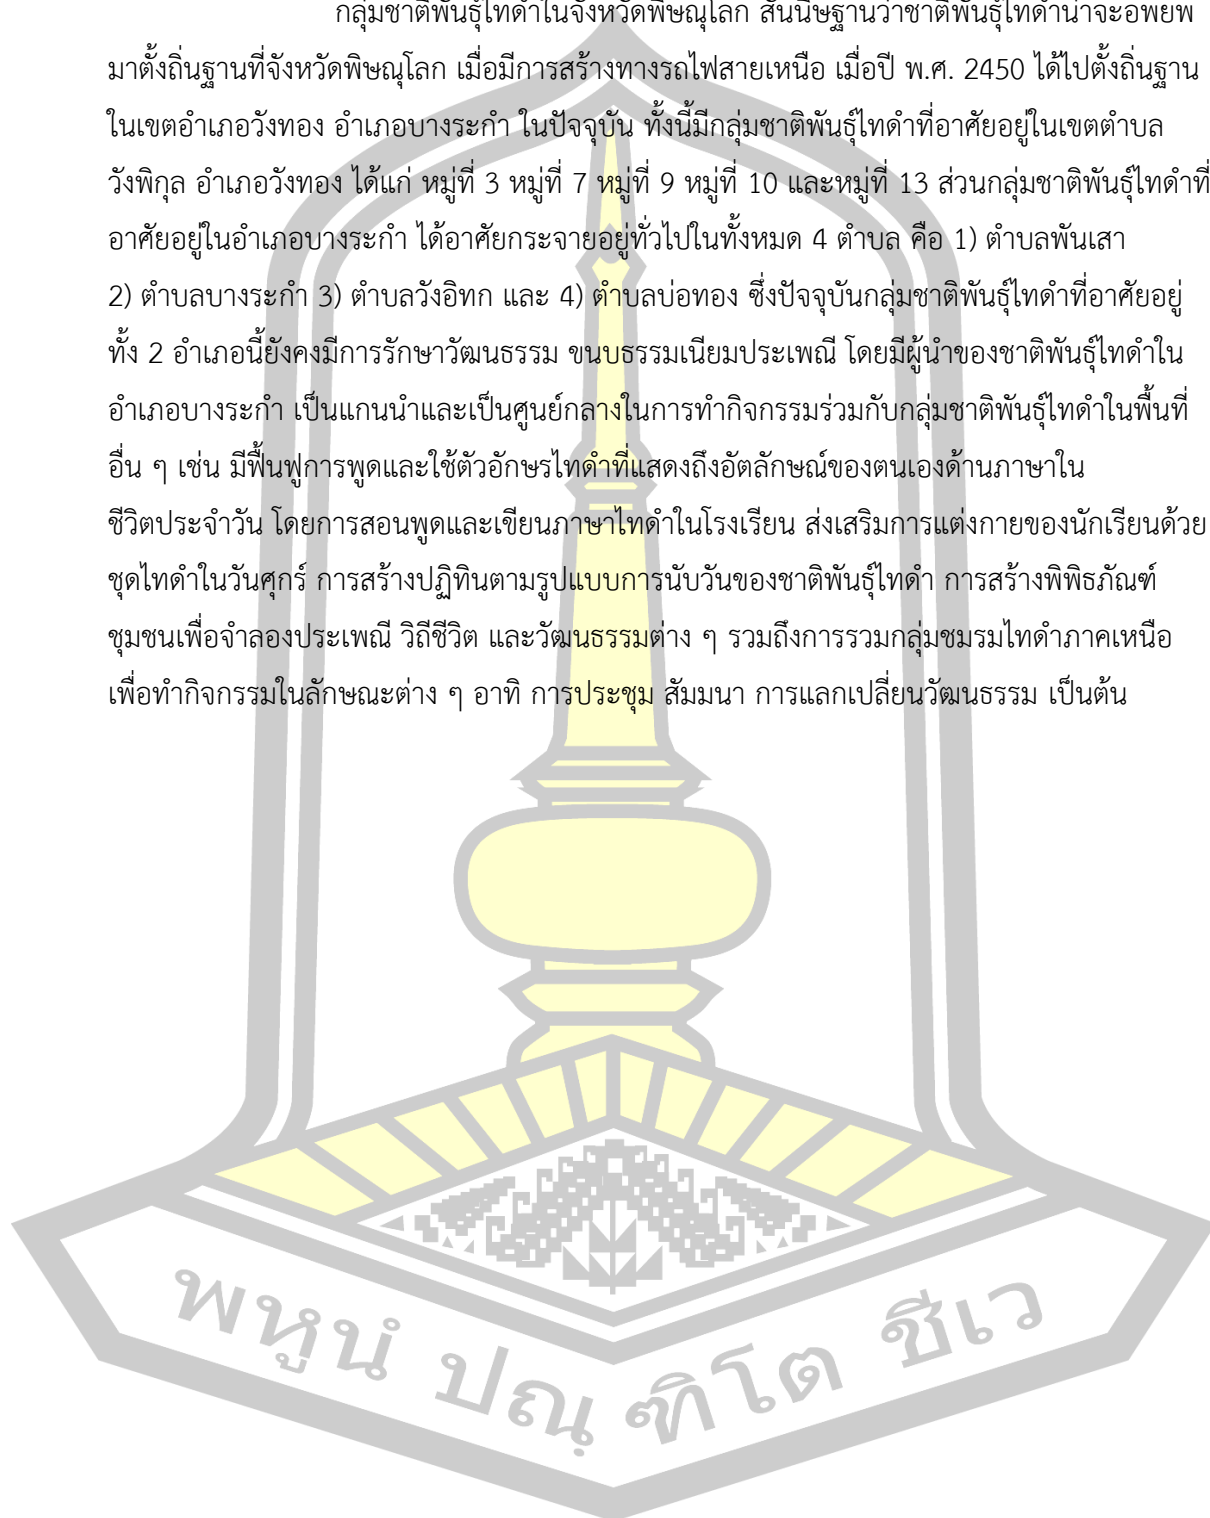 กลุ่มชาติพันธุ์ไทดำในจังหวัดพิษณุโลก สันนิษฐานว่าชาติพันธุ์ไทดำน่าจะอพยพ
มาตั้งถิ่นฐานที่จังหวัดพิษณุโลก เมื่อมีการสร้างทางรถไฟสายเหนือ เมื่อปี พ.ศ. 2450 ได้ไปตั้งถิ่นฐาน
ในเขตอำเภอวังทอง อำเภอบางระกำ ในปัจจุบัน ทั้งนี้มีกลุ่มชาติพันธุ์ไทดำที่อาศัยอยู่ในเขตตำบล
วังพิกุล อำเภอวังทอง ได้แก่ หมู่ที่ 3 หมู่ที่ 7 หมู่ที่ 9 หมู่ที่ 10 และหมู่ที่ 13 ส่วนกลุ่มชาติพันธุ์ไทดำที่
อาศัยอยู่ในอำเภอบางระกำ ได้อาศัยกระจายอยู่ทั่วไปในทั้งหมด 4 ตำบล คือ 1) ตำบลพันเสา
2) ตำบลบางระกำ 3) ตำบลวังอิทก และ 4) ตำบลบ่อทอง ซึ่งปัจจุบันกลุ่มชาติพันธุ์ไทดำที่อาศัยอยู่
ทั้ง 2 อำเภอนี้ยังคงมีการรักษาวัฒนธรรม ขนบธรรมเนียมประเพณี โดยมีผู้นำของชาติพันธุ์ไทดำใน
อำเภอบางระกำ เป็นแกนนำและเป็นศูนย์กลางในการทำกิจกรรมร่วมกับกลุ่มชาติพันธุ์ไทดำในพื้นที่
อื่น ๆ เช่น มีฟื้นฟูการพูดและใช้ตัวอักษรไทดำที่แสดงถึงอัตลักษณ์ของตนเองด้านภาษาใน
ชีวิตประจำวัน โดยการสอนพูดและเขียนภาษาไทดำในโรงเรียน ส่งเสริมการแต่งกายของนักเรียนด้วย
ชุดไทดำในวันศุกร์ การสร้างปฏิทินตามรูปแบบการนับวันของชาติพันธุ์ไทดำ การสร้างพิพิธภัณฑ์
ชุมชนเพื่อจำลองประเพณี วิถีชีวิต และวัฒนธรรมต่าง ๆ รวมถึงการรวมกลุ่มชมรมไทดำภาคเหนือ
เพื่อทำกิจกรรมในลักษณะต่าง ๆ อาทิ การประชุม สัมมนา การแลกเปลี่ยนวัฒนธรรม เป็นต้น
พหูนํ ปณฺฑิโต ชีเว